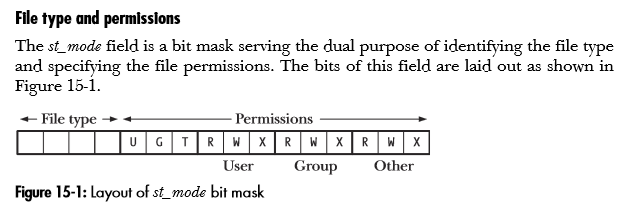 File type and permissions
The st_mode field is a bit mask serving the dual purpose of identifying the file type
and specifying the file permissions. The bits of this field are laid out as shown in
Figure 15-1.
File type Permissions
U G T R W X R W X R W X
User Group Other
Figure 15-1: Layout of st_mode bit mask